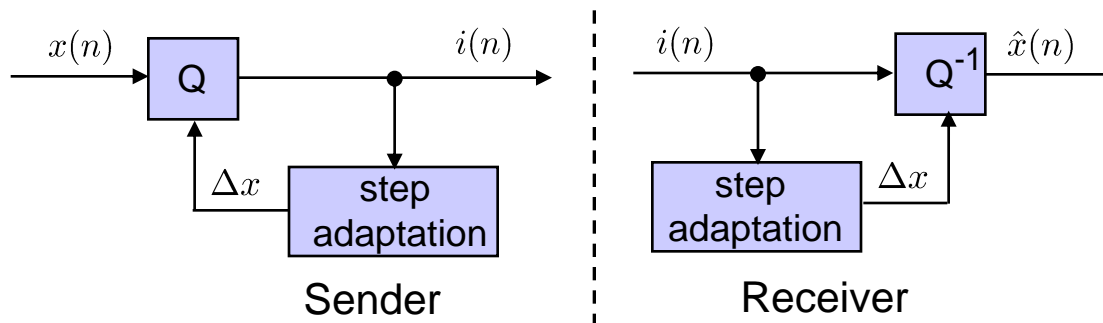 x(n)
Q
i(n)
Δx
step
adaptation
Sender
i(n)
Q⁻¹
x̂(n)
step
adaptation
Δx
Receiver